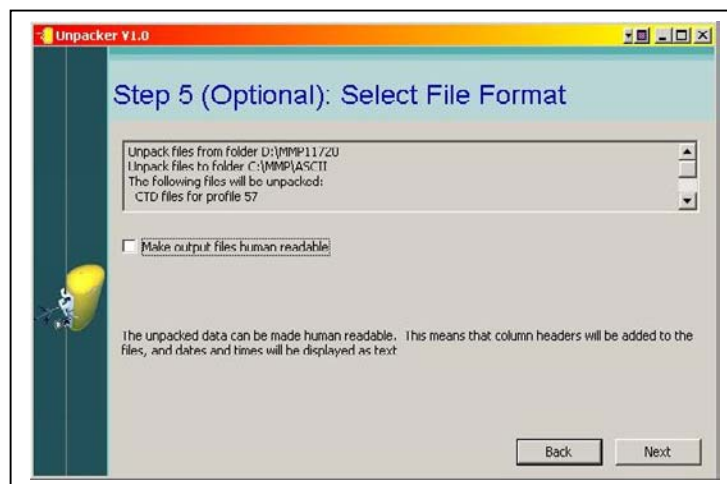 Unpacker V1.0
Step 5 (Optional): Select File Format
Unpack files from folder D:\MMP11720
Unpack files to folder C:\MMP\ASCII
The following files will be unpacked:
CTD files for profile 57
Make output files human readable
The unpacked data can be made human readable. This means that column headers will be added to the
files, and dates and times will be displayed as text
Back Next